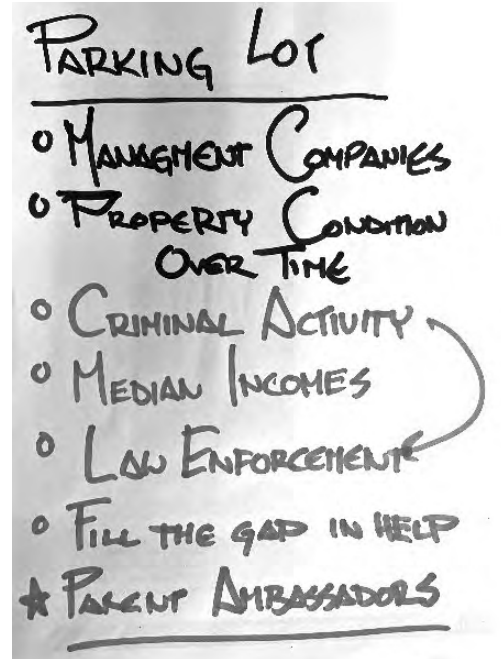 PARKING LOT
o MANAGMENT COMPANIES
o PROPERTY CONDITION
OVER TIME
o CRIMINAL ACTIVITY
o MEDIAN INCOMES
o LAW ENFORCEMENT
o FILL THE GAP IN HELP
★ PARENT AMBASSADORS